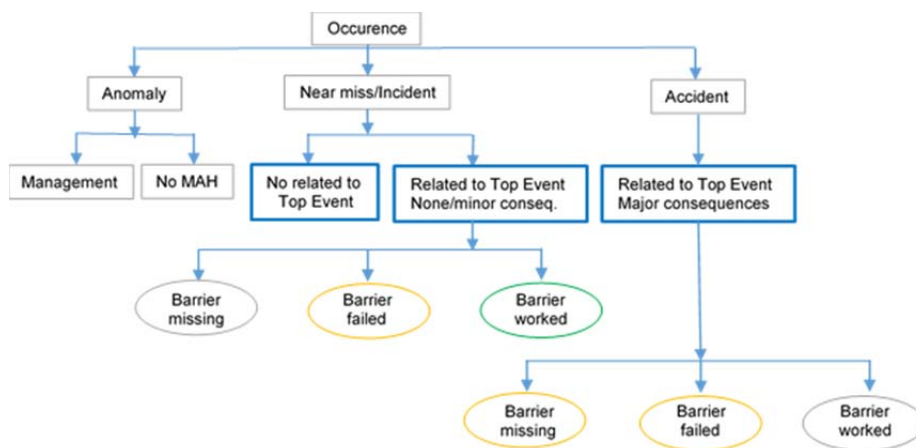 Occurence
Anomaly
Near miss/Incident
Accident
Management
No MAH
No related to
Top Event
Related to Top Event
None/minor conseq.
Related to Top Event
Major consequences
Barrier
missing
Barrier
failed
Barrier
worked
Barrier
missing
Barrier
failed
Barrier
worked